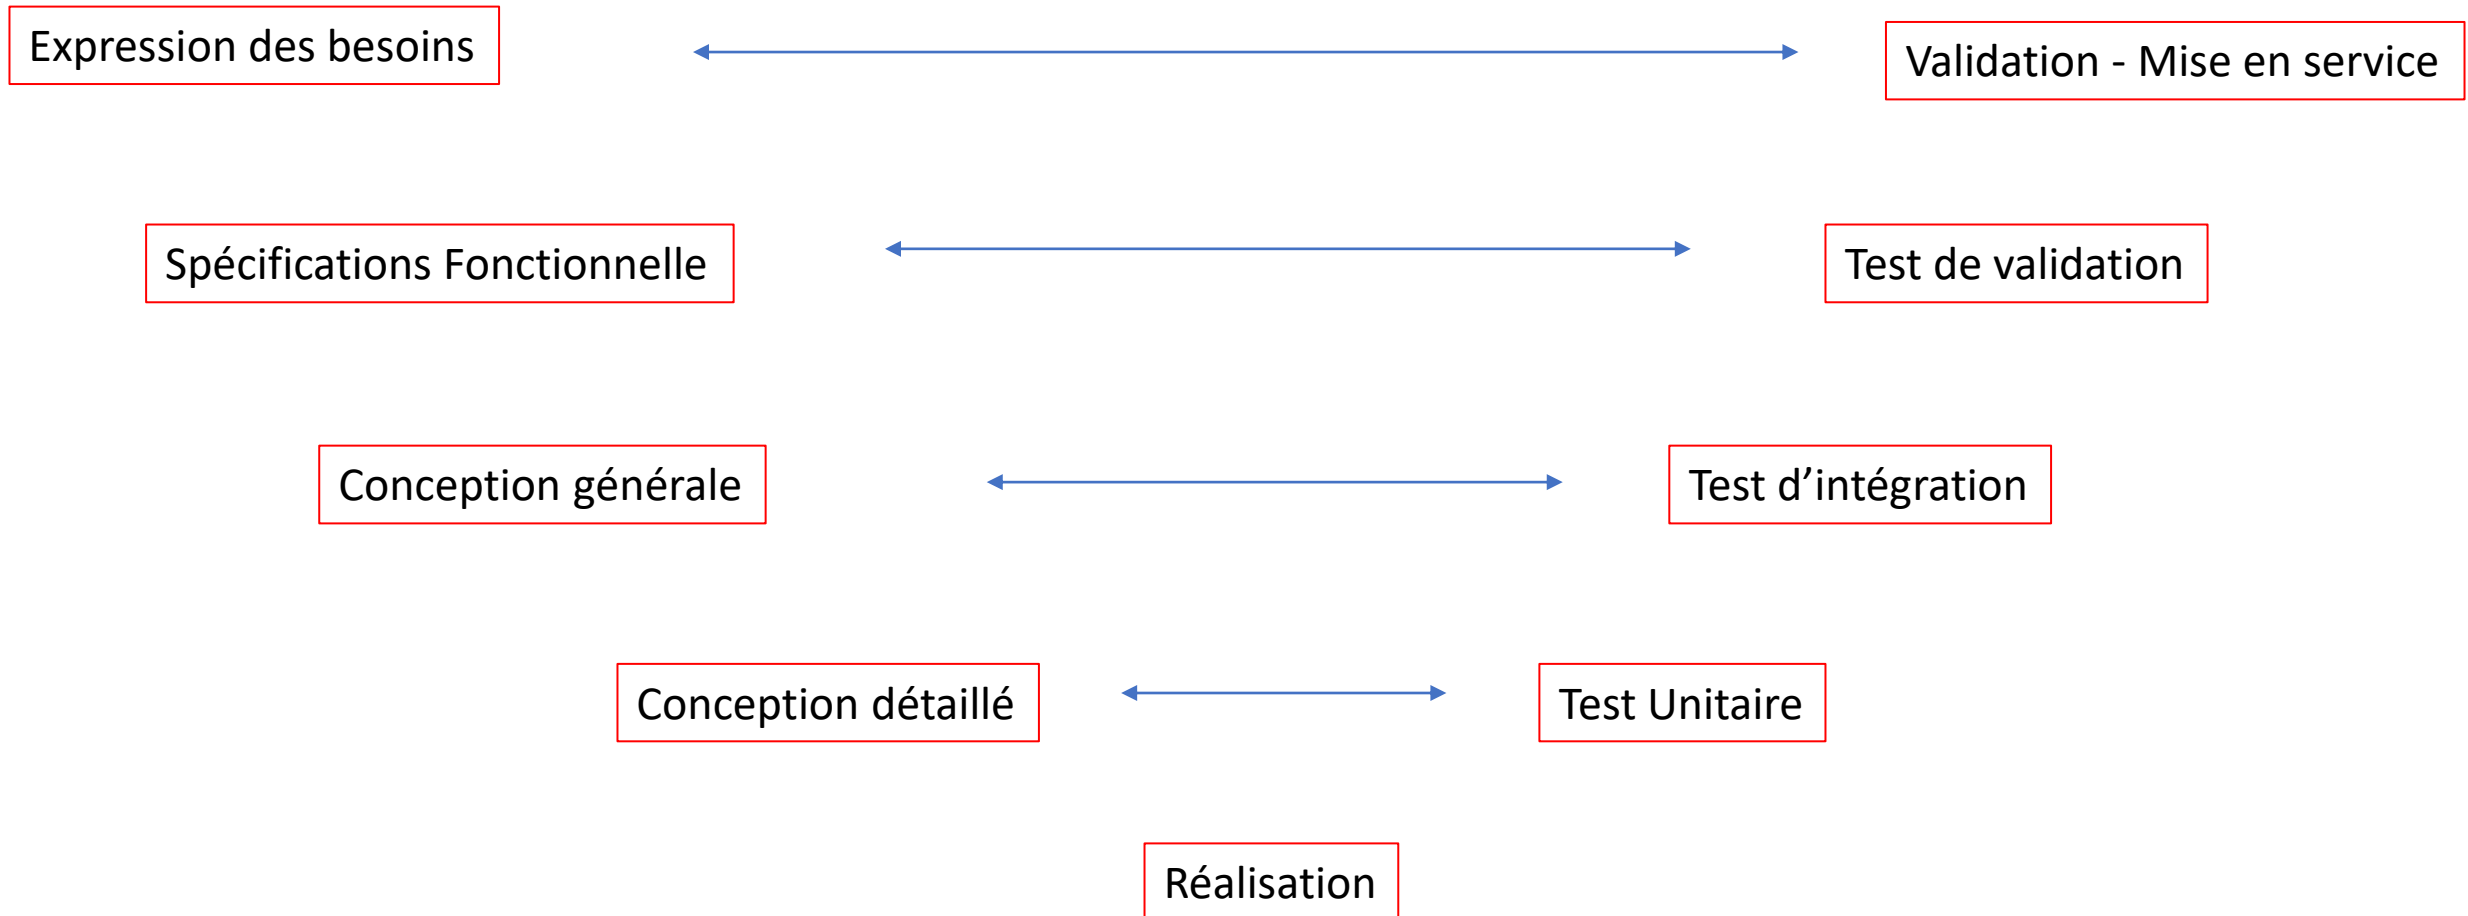 Expression des besoins
Validation - Mise en service
Spécifications Fonctionnelle
Test de validation
Conception générale
Test d’intégration
Conception détaillé
Test Unitaire
Réalisation